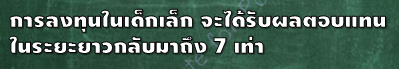 การลงทุนในเด็กเล็ก จะได้รับผลตอบแทน
ในระยะยาวกลับมาถึง 7 เท่า